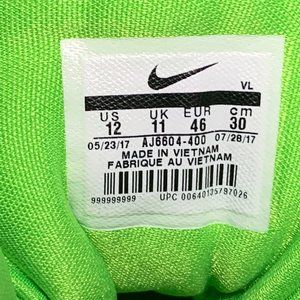 VL
US UK EUR cm
12 11 46 30
05/23/17 AJ6604-400 07/28/17
MADE IN VIETNAM
FABRIQUE AU VIETNAM
999999999 UPC 00640135797026